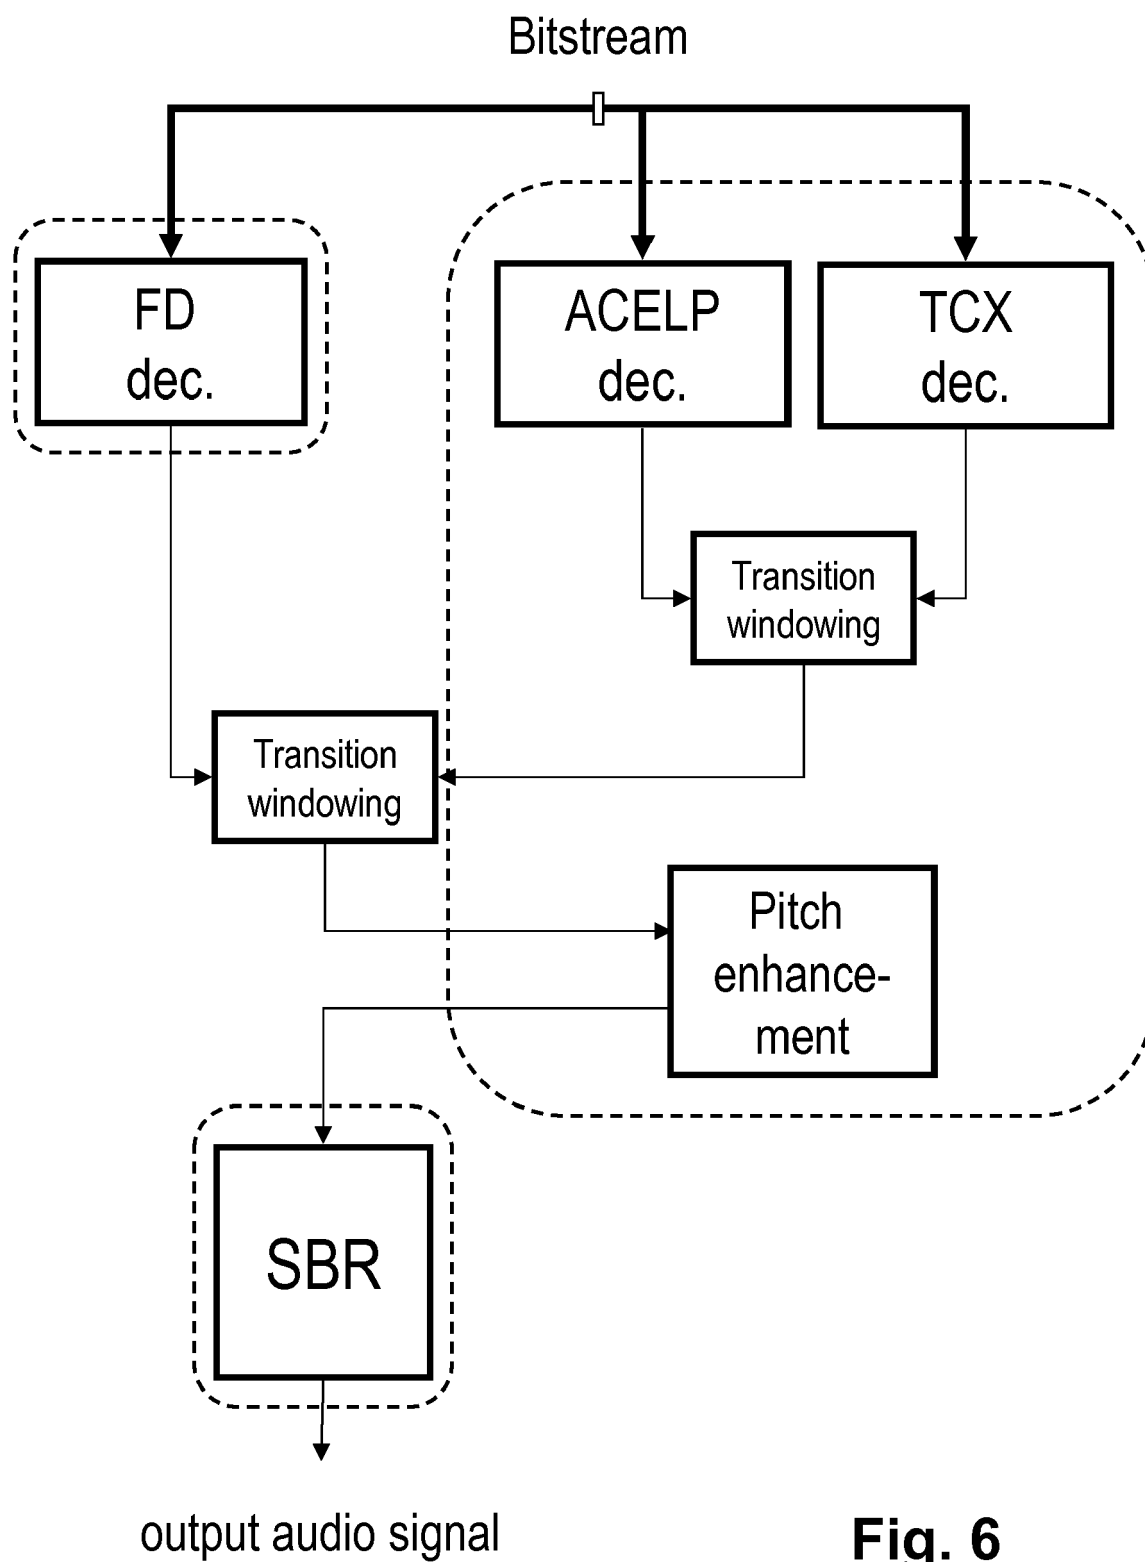 Bitstream
FD
dec.
ACELP
dec.
TCX
dec.
Transition
windowing
Transition
windowing
Pitch
enhance-
ment
SBR
output audio signal
Fig. 6